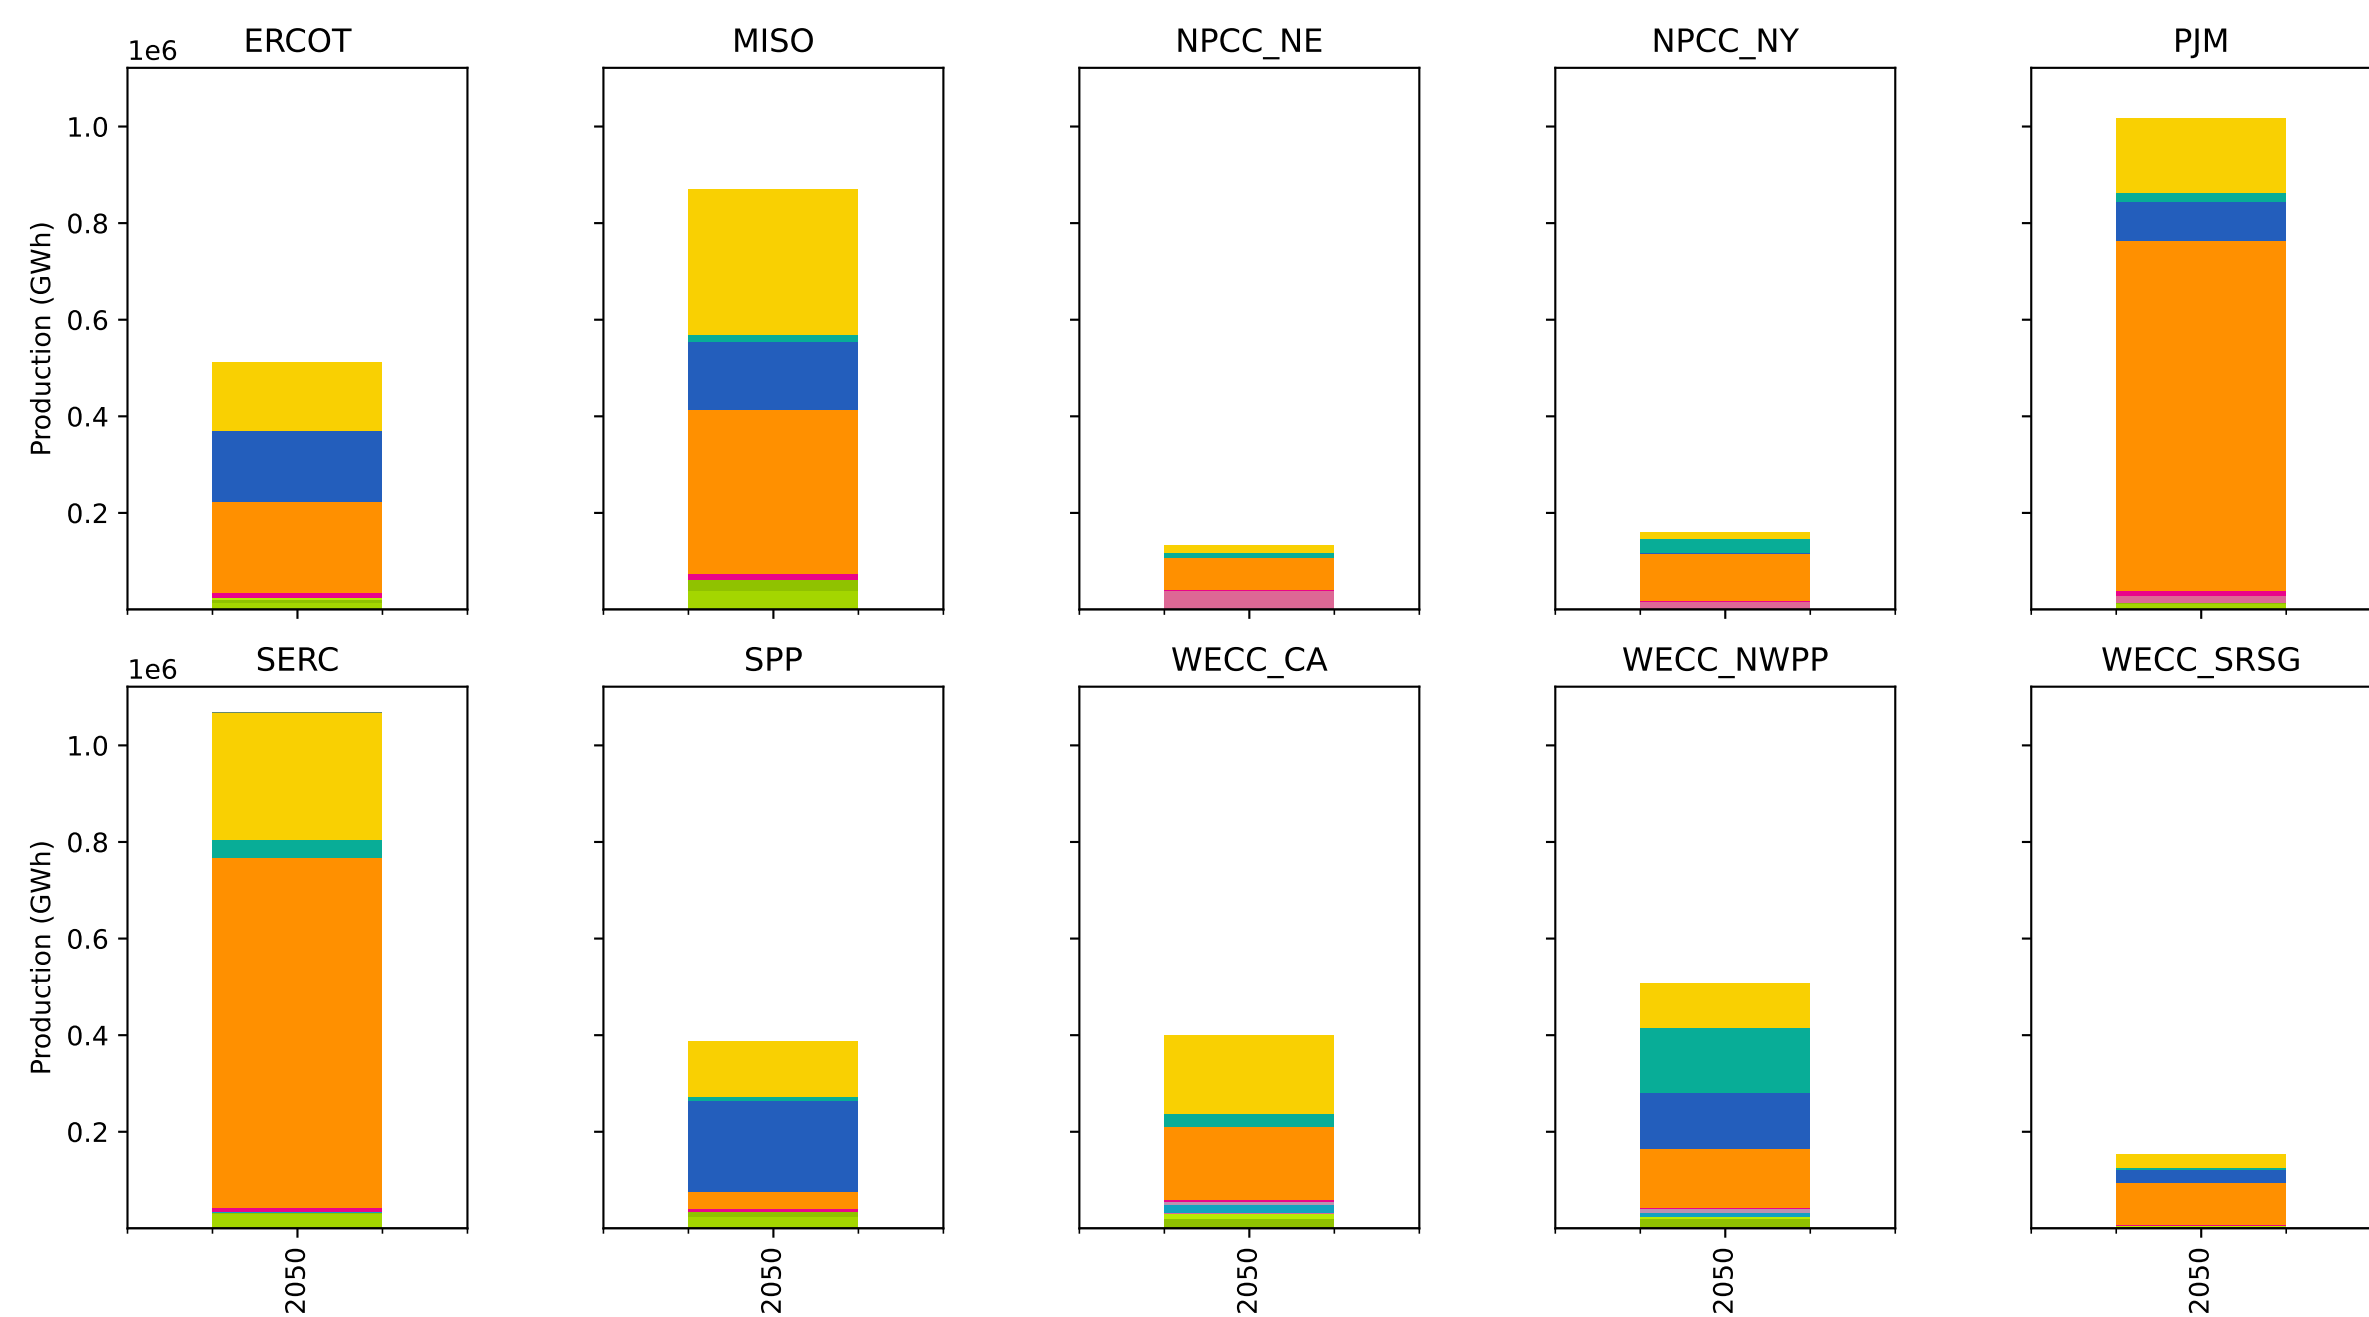 ERCOT MISO NPCC_NE NPCC_NY PJM
1e6
1.0
0.8
0.6
0.4
0.2
Production (GWh)
SERC SPP WECC_CA WECC_NWPP WECC_SRSG
1e6
1.0
0.8
0.6
0.4
0.2
Production (GWh)
2050 2050 2050 2050 2050